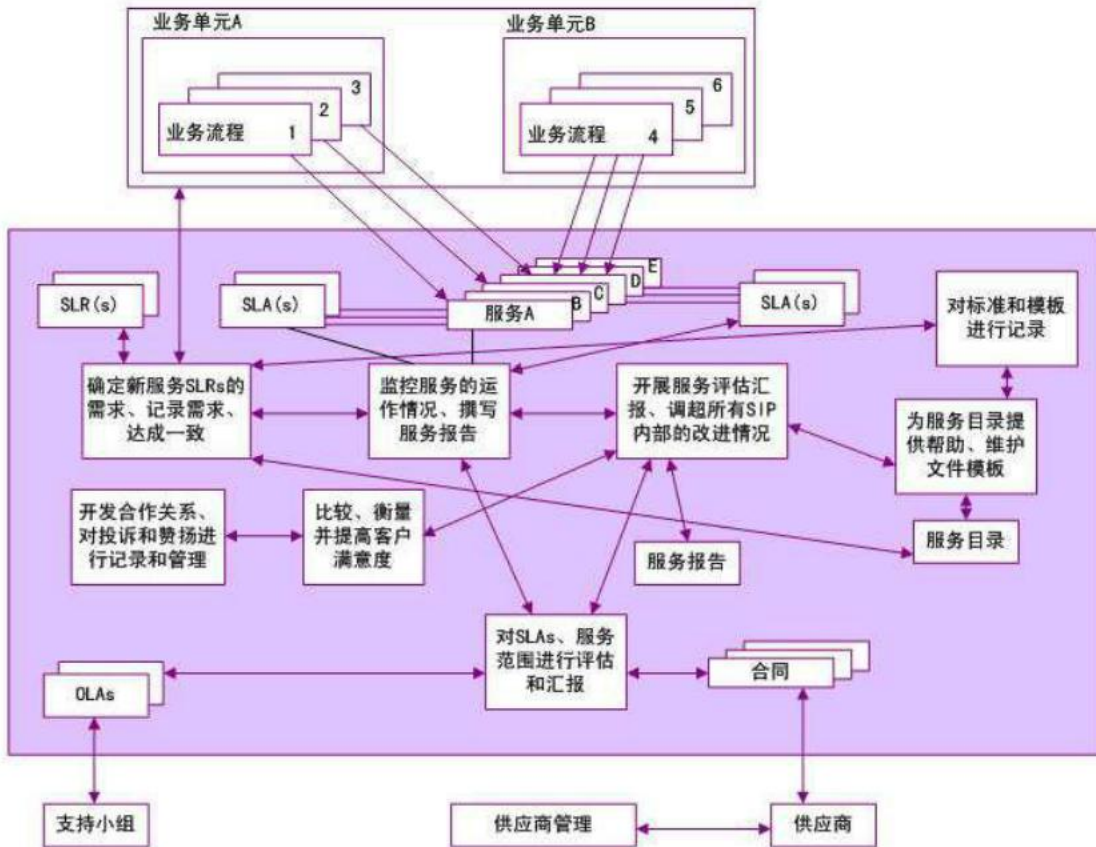 业务单元A
业务单元B
3
2
业务流程 1
6
5
业务流程 4
E
D
C
B
服务A
SLR(s)
SLA(s)
SLA(s)
对标准和模板
进行记录
确定新服务SLRs的
需求、记录需求、
达成一致
监控服务的运
作情况、撰写
服务报告
开展服务评估汇
报、调超所有SIP
内部的改进情况
为服务目录提
供帮助、维护
文件模板
开发合作关系、
对投诉和赞扬进
行记录和管理
比较、衡量
并提高客户
满意度
服务报告
服务目录
对SLAs、服务
范围进行评估
和汇报
OLAs
合同
支持小组
供应商管理
供应商